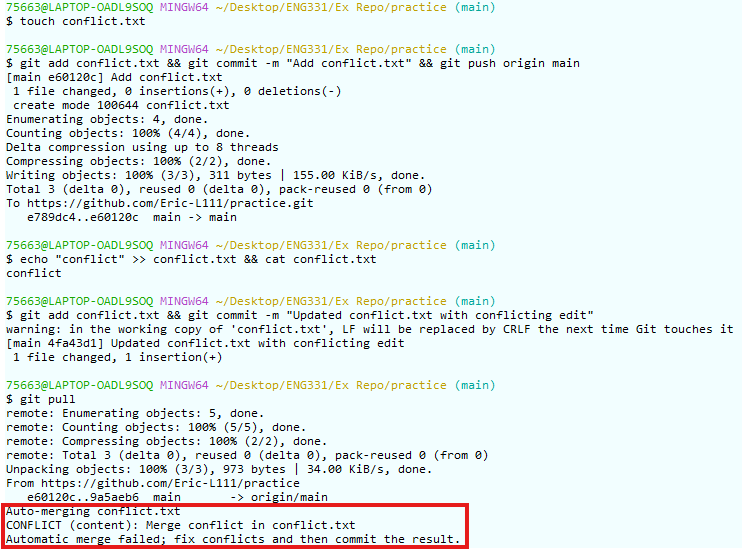 75663@LAPTOP-OADL9SOQ MINGW64 ~/Desktop/ENG331/Ex Repo/practice (main)
$ touch conflict.txt
75663@LAPTOP-OADL9SOQ MINGW64 ~/Desktop/ENG331/Ex Repo/practice (main)
$ git add conflict.txt && git commit -m "Add conflict.txt" && git push origin main
[main e60120c] Add conflict.txt
 1 file changed, 0 insertions(+), 0 deletions(-)
 create mode 100644 conflict.txt
Enumerating objects: 4, done.
Counting objects: 100% (4/4), done.
Delta compression using up to 8 threads
Compressing objects: 100% (2/2), done.
Writing objects: 100% (3/3), 311 bytes | 155.00 KiB/s, done.
Total 3 (delta 0), reused 0 (delta 0), pack-reused 0 (from 0)
To https://github.com/Eric-L111/practice.git
   e789dc4..e60120c  main -> main
75663@LAPTOP-OADL9SOQ MINGW64 ~/Desktop/ENG331/Ex Repo/practice (main)
$ echo "conflict" >> conflict.txt && cat conflict.txt
conflict
75663@LAPTOP-OADL9SOQ MINGW64 ~/Desktop/ENG331/Ex Repo/practice (main)
$ git add conflict.txt && git commit -m "Updated conflict.txt with conflicting edit"
warning: in the working copy of 'conflict.txt', LF will be replaced by CRLF the next time Git touches it
[main 4fa43d1] Updated conflict.txt with conflicting edit
 1 file changed, 1 insertion(+)
75663@LAPTOP-OADL9SOQ MINGW64 ~/Desktop/ENG331/Ex Repo/practice (main)
$ git pull
remote: Enumerating objects: 5, done.
remote: Counting objects: 100% (5/5), done.
remote: Compressing objects: 100% (2/2), done.
remote: Total 3 (delta 0), reused 0 (delta 0), pack-reused 0 (from 0)
Unpacking objects: 100% (3/3), 973 bytes | 34.00 KiB/s, done.
From https://github.com/Eric-L111/practice
   e60120c..9a5aeb6  main       -> origin/main
Auto-merging conflict.txt
CONFLICT (content): Merge conflict in conflict.txt
Automatic merge failed; fix conflicts and then commit the result.